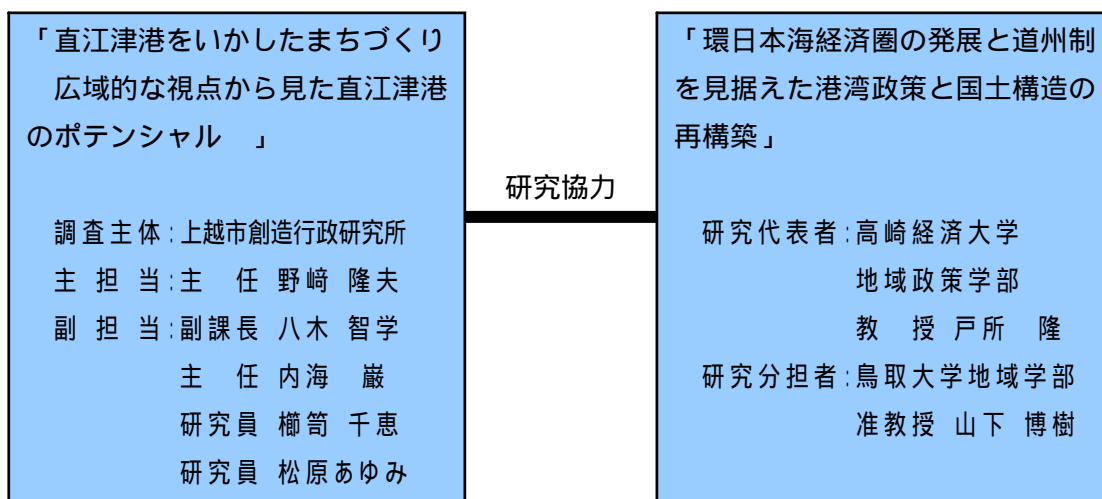 「直江津港をいかしたまちづくり
広域的な視点から見た直江津港
のポテンシャル 」
調査主体:上越市創造行政研究所
主 担 当:主 任 野﨑 隆夫
副 担 当:副課長 八木 智学
主 任 内海 巌
研究員 櫛笥 千恵
研究員 松原あゆみ
研究協力
「環日本海経済圏の発展と道州制
を見据えた港湾政策と国土構造の
再構築」
研究代表者:高崎経済大学
地域政策学部
教 授 戸所 隆
研究分担者:鳥取大学地域学部
准教授 山下 博樹